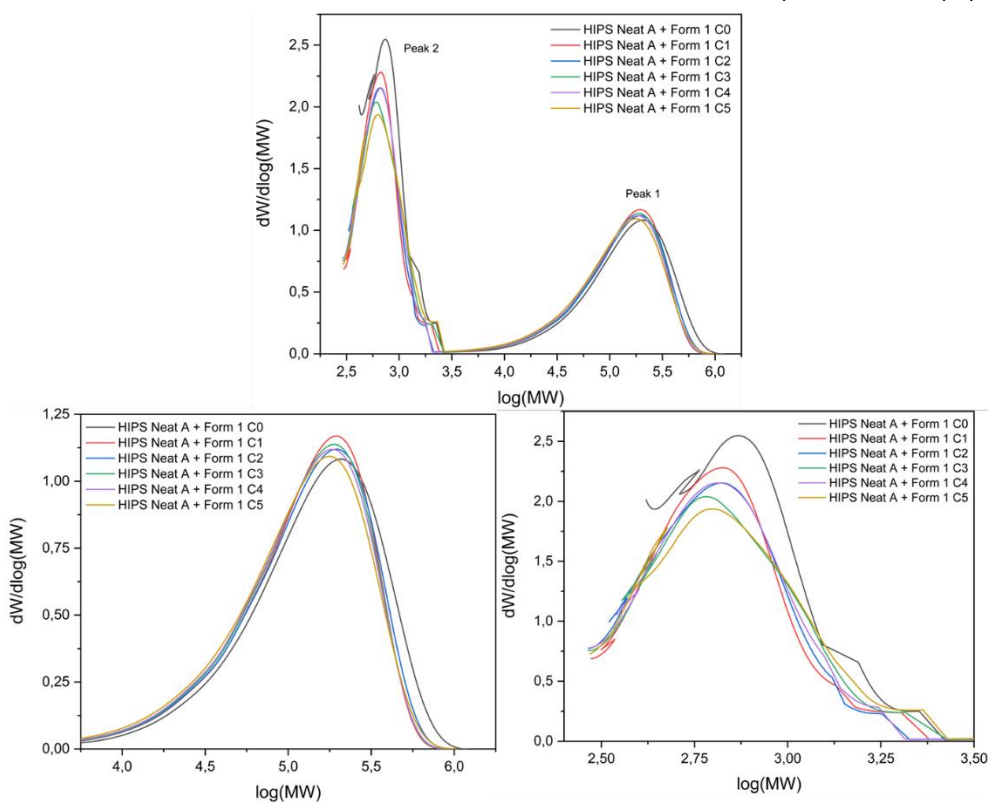 2,5
2,0
1,5
1,0
0,5
0,0
dW/dlog(MW)
Peak 2
Peak 1
HIPS Neat A + Form 1 C0
HIPS Neat A + Form 1 C1
HIPS Neat A + Form 1 C2
HIPS Neat A + Form 1 C3
HIPS Neat A + Form 1 C4
HIPS Neat A + Form 1 C5
2,5 3,0 3,5 4,0 4,5 5,0 5,5 6,0
log(MW)
1,25
1,00
0,75
0,50
0,25
0,00
dW/dlog(MW)
HIPS Neat A + Form 1 C0
HIPS Neat A + Form 1 C1
HIPS Neat A + Form 1 C2
HIPS Neat A + Form 1 C3
HIPS Neat A + Form 1 C4
HIPS Neat A + Form 1 C5
4,0 4,5 5,0 5,5 6,0
log(MW)
2,5
2,0
1,5
1,0
0,5
0,0
dW/dlog(MW)
HIPS Neat A + Form 1 C0
HIPS Neat A + Form 1 C1
HIPS Neat A + Form 1 C2
HIPS Neat A + Form 1 C3
HIPS Neat A + Form 1 C4
HIPS Neat A + Form 1 C5
2,50 2,75 3,00 3,25 3,50
log(MW)